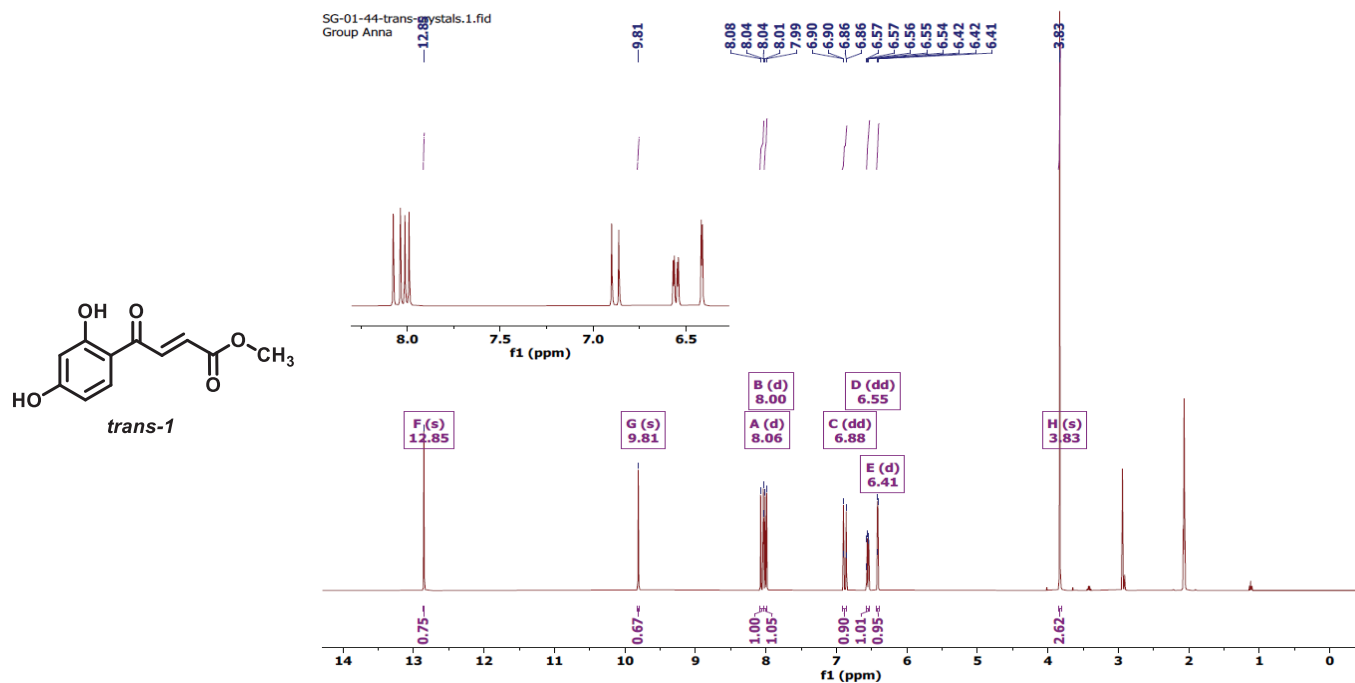 SG-01-44-trans-crystals.1.fid
Group Anna
12.85
9.81
8.08
8.04
8.04
8.01
7.99
6.90
6.90
6.86
6.86
6.57
6.57
6.56
6.55
6.54
6.42
6.42
6.41
3.83
8.0 7.5 7.0 6.5
f1 (ppm)
OH O
O
CH3
O
HO
trans-1
B (d)
8.00
D (dd)
6.55
F (s)
12.85
G (s)
9.81
A (d)
8.06
C (dd)
6.88
H (s)
3.83
E (d)
6.41
0.75
0.67
1.00
1.05
0.90
1.01
0.95
2.62
14 13 12 11 10 9 8 7 6 5 4 3 2 1 0
f1 (ppm)